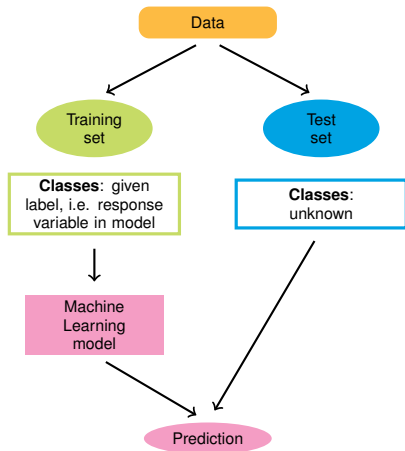 Data
Training
set
Test
set
Classes: given
label, i.e. response
variable in model
Classes:
unknown
Machine
Learning
model
Prediction